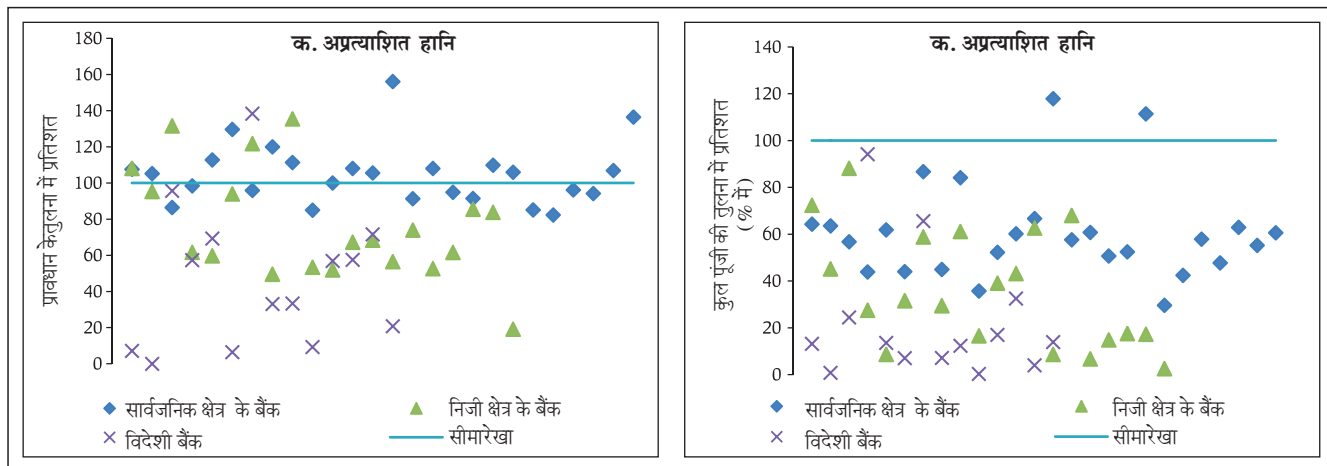 क. अप्रत्याशित हानि
प्रावधान केतुलना में प्रतिशत
180
160
140
120
100
80
60
40
20
0
सार्वजनिक क्षेत्र के बैंक
निजी क्षेत्र के बैंक
विदेशी बैंक
सीमारेखा
क. अप्रत्याशित हानि
कुल पूंजी की तुलना में प्रतिशत
(% में)
140
120
100
80
60
40
20
0
सार्वजनिक क्षेत्र के बैंक
निजी क्षेत्र के बैंक
विदेशी बैंक
सीमारेखा